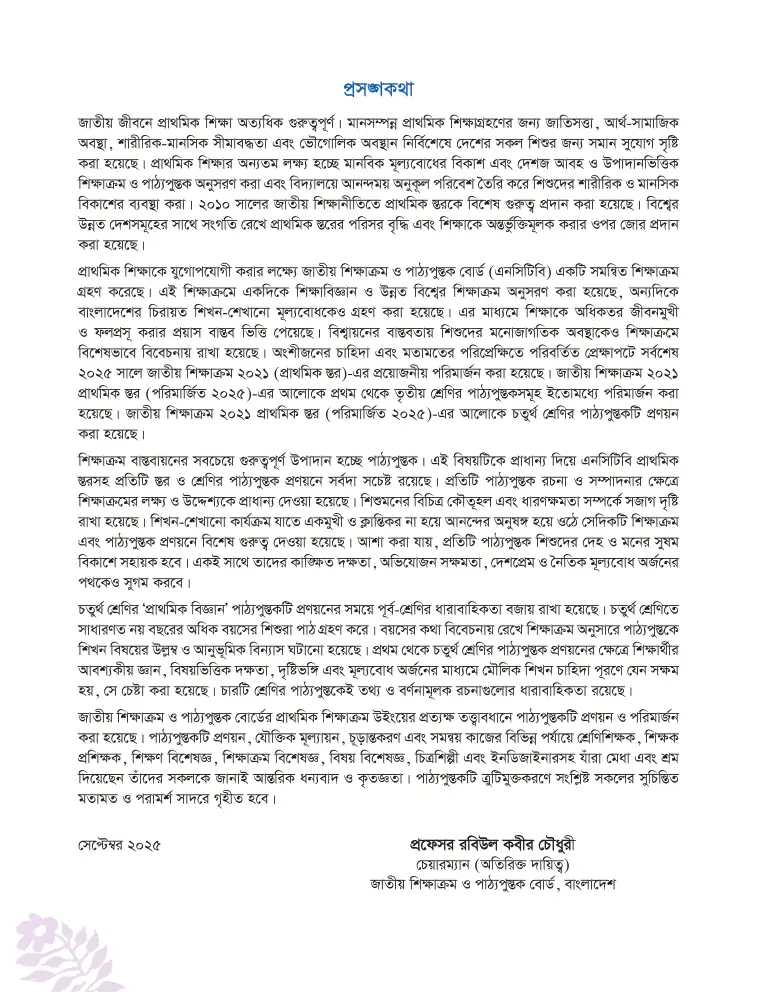 প্রসঙ্গকথা
জাতীয় জীবনে প্রাথমিক শিক্ষা অত্যধিক গুরুত্বপূর্ণ। মানসম্পন্ন প্রাথমিক শিক্ষাগ্রহণের জন্য জাতিসত্তা, আর্থ-সামাজিক
অবস্থা, শারীরিক-মানসিক সীমাবদ্ধতা এবং ভৌগোলিক অবস্থান নির্বিশেষে দেশের সকল শিশুর জন্য সমান সুযোগ সৃষ্টি
করা হয়েছে। প্রাথমিক শিক্ষার অন্যতম লক্ষ্য হচ্ছে মানবিক মূল্যবোধের বিকাশ এবং দেশজ আবহ ও উপাদানভিত্তিক
শিক্ষাক্রম ও পাঠ্যপুস্তক অনুসরণ করা এবং বিদ্যালয়ে আনন্দময় অনুকূল পরিবেশ তৈরি করে শিশুদের শারীরিক ও মানসিক
বিকাশের ব্যবস্থা করা। ২০১০ সালের জাতীয় শিক্ষানীতিতে প্রাথমিক স্তরকে বিশেষ গুরুত্ব প্রদান করা হয়েছে। বিশ্বের
উন্নত দেশসমূহের সাথে সংগতি রেখে প্রাথমিক স্তরের পরিসর বৃদ্ধি এবং শিক্ষাকে অন্তর্ভুক্তিমূলক করার ওপর জোর প্রদান
করা হয়েছে।
প্রাথমিক শিক্ষাকে যুগোপযোগী করার লক্ষ্যে জাতীয় শিক্ষাক্রম ও পাঠ্যপুস্তক বোর্ড (এনসিটিবি) একটি সমন্বিত শিক্ষাক্রম
গ্রহণ করেছে। এই শিক্ষাক্রমে একদিকে শিক্ষাবিজ্ঞান ও উন্নত বিশ্বের শিক্ষাক্রম অনুসরণ করা হয়েছে, অন্যদিকে
বাংলাদেশের চিরায়ত শিখন-শেখানো মূল্যবোধকেও গ্রহণ করা হয়েছে। এর মাধ্যমে শিক্ষাকে অধিকতর জীবনমুখী
ও ফলপ্রসূ করার প্রয়াস বাস্তব ভিত্তি পেয়েছে। বিশ্বায়নের বাস্তবতায় শিশুদের মনোজাগতিক অবস্থাকেও শিক্ষাক্রমে
বিশেষভাবে বিবেচনায় রাখা হয়েছে। অংশীজনের চাহিদা এবং মতামতের পরিপ্রেক্ষিতে পরিবর্তিত প্রেক্ষাপটে সর্বশেষ
২০২৫ সালে জাতীয় শিক্ষাক্রম ২০২১ (প্রাথমিক স্তর)-এর প্রয়োজনীয় পরিমার্জন করা হয়েছে। জাতীয় শিক্ষাক্রম ২০২১
প্রাথমিক স্তর (পরিমার্জিত ২০২৫)-এর আলোকে প্রথম থেকে তৃতীয় শ্রেণির পাঠ্যপুস্তকসমূহ ইতোমধ্যে পরিমার্জন করা
হয়েছে। জাতীয় শিক্ষাক্রম ২০২১ প্রাথমিক স্তর (পরিমার্জিত ২০২৫)-এর আলোকে চতুর্থ শ্রেণির পাঠ্যপুস্তকটি প্রণয়ন
করা হয়েছে।
শিক্ষাক্রম বাস্তবায়নের সবচেয়ে গুরুত্বপূর্ণ উপাদান হচ্ছে পাঠ্যপুস্তক। এই বিষয়টিকে প্রাধান্য দিয়ে এনসিটিবি প্রাথমিক
স্তরসহ প্রতিটি স্তর ও শ্রেণির পাঠ্যপুস্তক প্রণয়নে সর্বদা সচেষ্ট রয়েছে। প্রতিটি পাঠ্যপুস্তক রচনা ও সম্পাদনার ক্ষেত্রে
শিক্ষাক্রমের লক্ষ্য ও উদ্দেশ্যকে প্রাধান্য দেওয়া হয়েছে। শিশুমনের বিচিত্র কৌতূহল এবং ধারণক্ষমতা সম্পর্কে সজাগ দৃষ্টি
রাখা হয়েছে। শিখন-শেখানো কার্যক্রম যাতে একমুখী ও ক্লান্তিকর না হয়ে আনন্দের অনুষঙ্গ হয়ে ওঠে সেদিকটি শিক্ষাক্রম
এবং পাঠ্যপুস্তক প্রণয়নে বিশেষ গুরুত্ব দেওয়া হয়েছে। আশা করা যায়, প্রতিটি পাঠ্যপুস্তক শিশুদের দেহ ও মনের সুষম
বিকাশে সহায়ক হবে। একই সাথে তাদের কাঙ্ক্ষিত দক্ষতা, অভিযোজন সক্ষমতা, দেশপ্রেম ও নৈতিক মূল্যবোধ অর্জনের
পথকেও সুগম করবে।
চতুর্থ শ্রেণির ‘প্রাথমিক বিজ্ঞান’ পাঠ্যপুস্তকটি প্রণয়নের সময়ে পূর্ব-শ্রেণির ধারাবাহিকতা বজায় রাখা হয়েছে। চতুর্থ শ্রেণিতে
সাধারণত নয় বছরের অধিক বয়সের শিশুরা পাঠ গ্রহণ করে। বয়সের কথা বিবেচনায় রেখে শিক্ষাক্রম অনুসারে পাঠ্যপুস্তকে
শিখন বিষয়ের উল্লম্ব ও আনুভূমিক বিন্যাস ঘটানো হয়েছে। প্রথম থেকে চতুর্থ শ্রেণির পাঠ্যপুস্তক প্রণয়নের ক্ষেত্রে শিক্ষার্থীর
আবশ্যকীয় জ্ঞান, বিষয়ভিত্তিক দক্ষতা, দৃষ্টিভঙ্গি এবং মূল্যবোধ অর্জনের মাধ্যমে মৌলিক শিখন চাহিদা পূরণে যেন সক্ষম
হয়, সে চেষ্টা করা হয়েছে। চারটি শ্রেণির পাঠ্যপুস্তকেই তথ্য ও বর্ণনামূলক রচনাগুলোর ধারাবাহিকতা রয়েছে।
জাতীয় শিক্ষাক্রম ও পাঠ্যপুস্তক বোর্ডের প্রাথমিক শিক্ষাক্রম উইংয়ের প্রত্যক্ষ তত্ত্বাবধানে পাঠ্যপুস্তকটি প্রণয়ন ও পরিমার্জন
করা হয়েছে। পাঠ্যপুস্তকটি প্রণয়ন, যৌক্তিক মূল্যায়ন, চূড়ান্তকরণ এবং সমন্বয় কাজের বিভিন্ন পর্যায়ে শ্রেণিশিক্ষক, শিক্ষক
প্রশিক্ষক, শিক্ষণ বিশেষজ্ঞ, শিক্ষাক্রম বিশেষজ্ঞ, বিষয় বিশেষজ্ঞ, চিত্রশিল্পী এবং ইনডিজাইনারসহ যাঁরা মেধা এবং শ্রম
দিয়েছেন তাঁদের সকলকে জানাই আন্তরিক ধন্যবাদ ও কৃতজ্ঞতা। পাঠ্যপুস্তকটি ত্রুটিমুক্তকরণে সংশ্লিষ্ট সকলের সুচিন্তিত
মতামত ও পরামর্শ সাদরে গৃহীত হবে।
সেপ্টেম্বর ২০২৫
প্রফেসর রবিউল কবীর চৌধুরী
চেয়ারম্যান (অতিরিক্ত দায়িত্ব)
জাতীয় শিক্ষাক্রম ও পাঠ্যপুস্তক বোর্ড, বাংলাদেশ